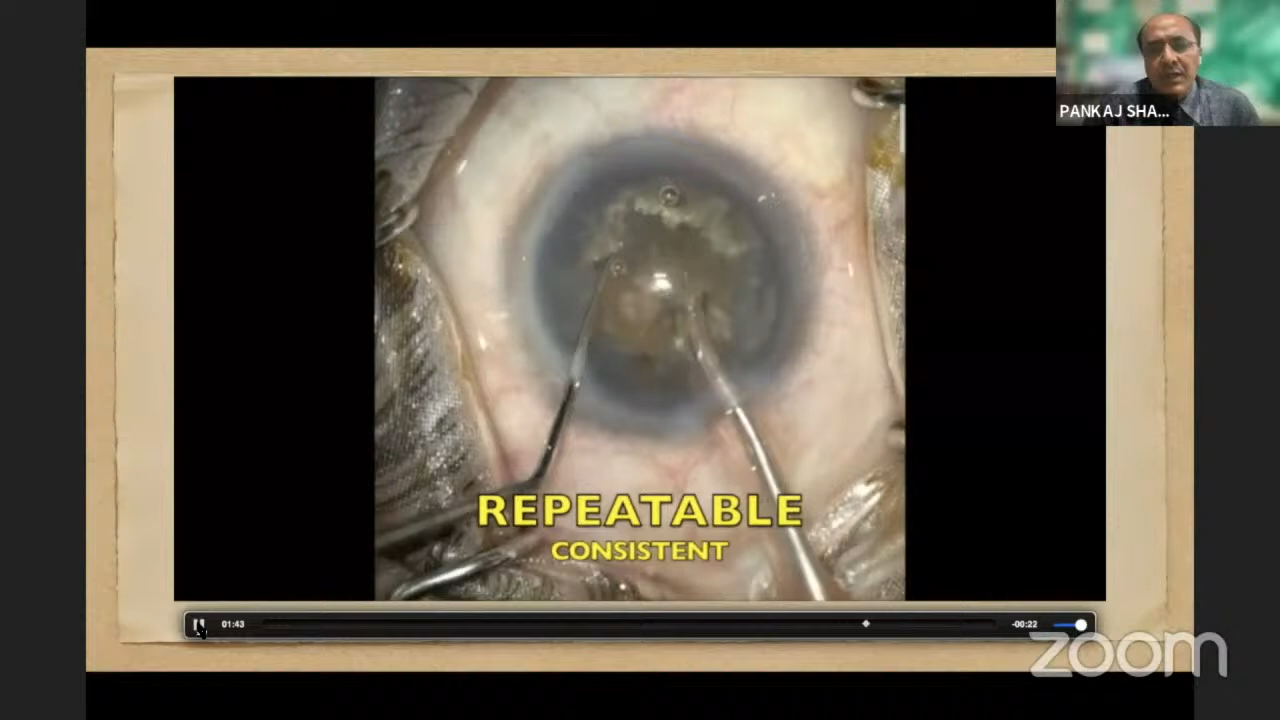 PANKAJ SHA...
REPEATABLE
CONSISTENT
01:43
-00:22
zoom